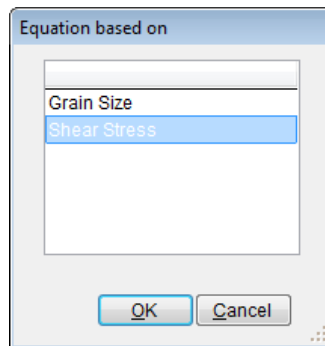 Equation based on
Grain Size
Shear Stress
OK
Cancel